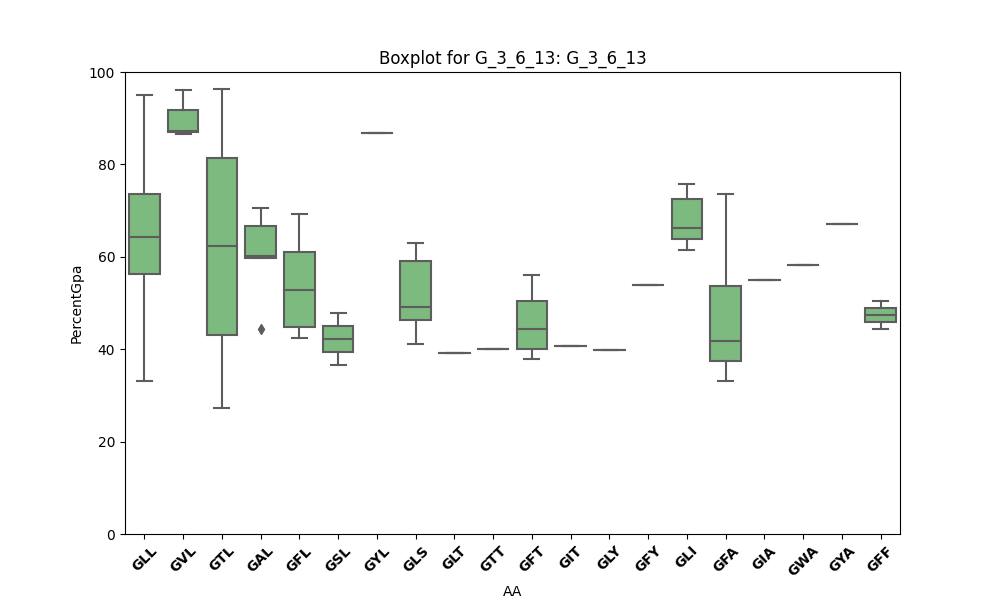 Boxplot for G_3_6_13: G_3_6_13
100
80
60
40
20
0
PercentGpa
GLL
GVL
GTL
GAL
GFL
GSL
GYL
GLS
GLT
GTT
GFT
GIT
GLY
GFY
GLI
GFA
GIA
GWA
GYA
GFF
AA